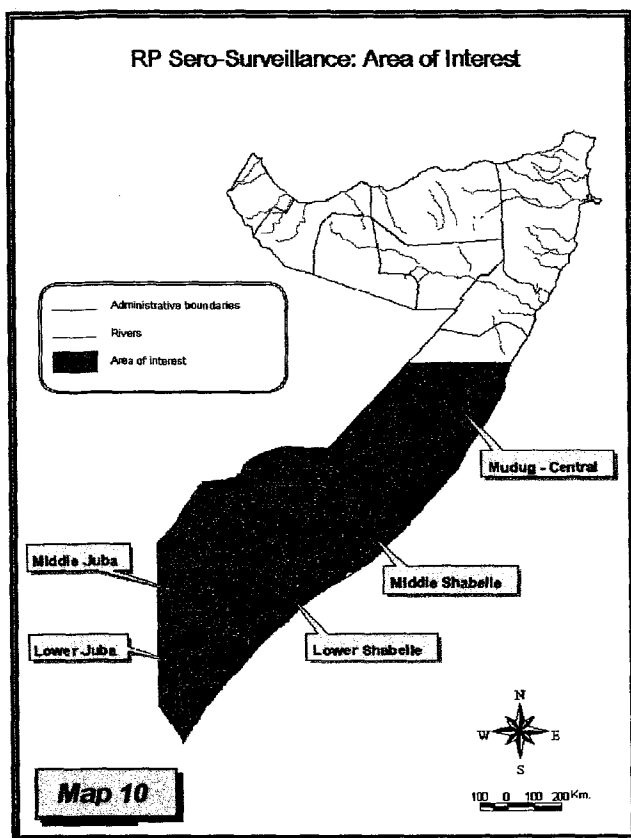 RP Sero-Surveillance: Area of Interest
Administrative boundaries
Rivers
Area of interest
Mudug - Central
Middle Juba
Middle Shabelle
Lower Juba
Lower Shabelle
N
W E
S
Map 10
100 0 100 200 Km.